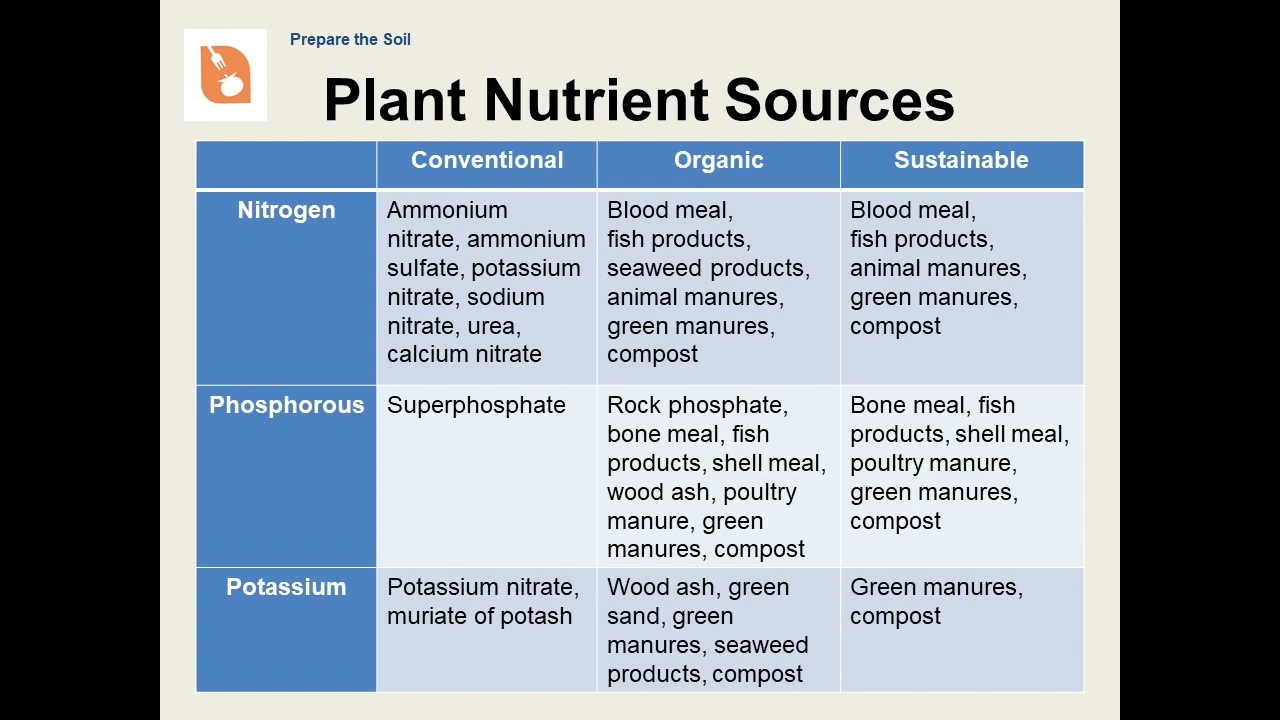 Prepare the Soil
Plant Nutrient Sources
Conventional
Organic
Sustainable
Nitrogen
Ammonium
nitrate, ammonium
sulfate, potassium
nitrate, sodium
nitrate, urea,
calcium nitrate
Blood meal,
fish products,
seaweed products,
animal manures,
green manures,
compost
Blood meal,
fish products,
animal manures,
green manures,
compost
Phosphorous
Superphosphate
Rock phosphate,
bone meal, fish
products, shell meal,
wood ash, poultry
manure, green
manures, compost
Bone meal, fish
products, shell meal,
poultry manure,
green manures,
compost
Potassium
Potassium nitrate,
muriate of potash
Wood ash, green
sand, green
manures, seaweed
products, compost
Green manures,
compost